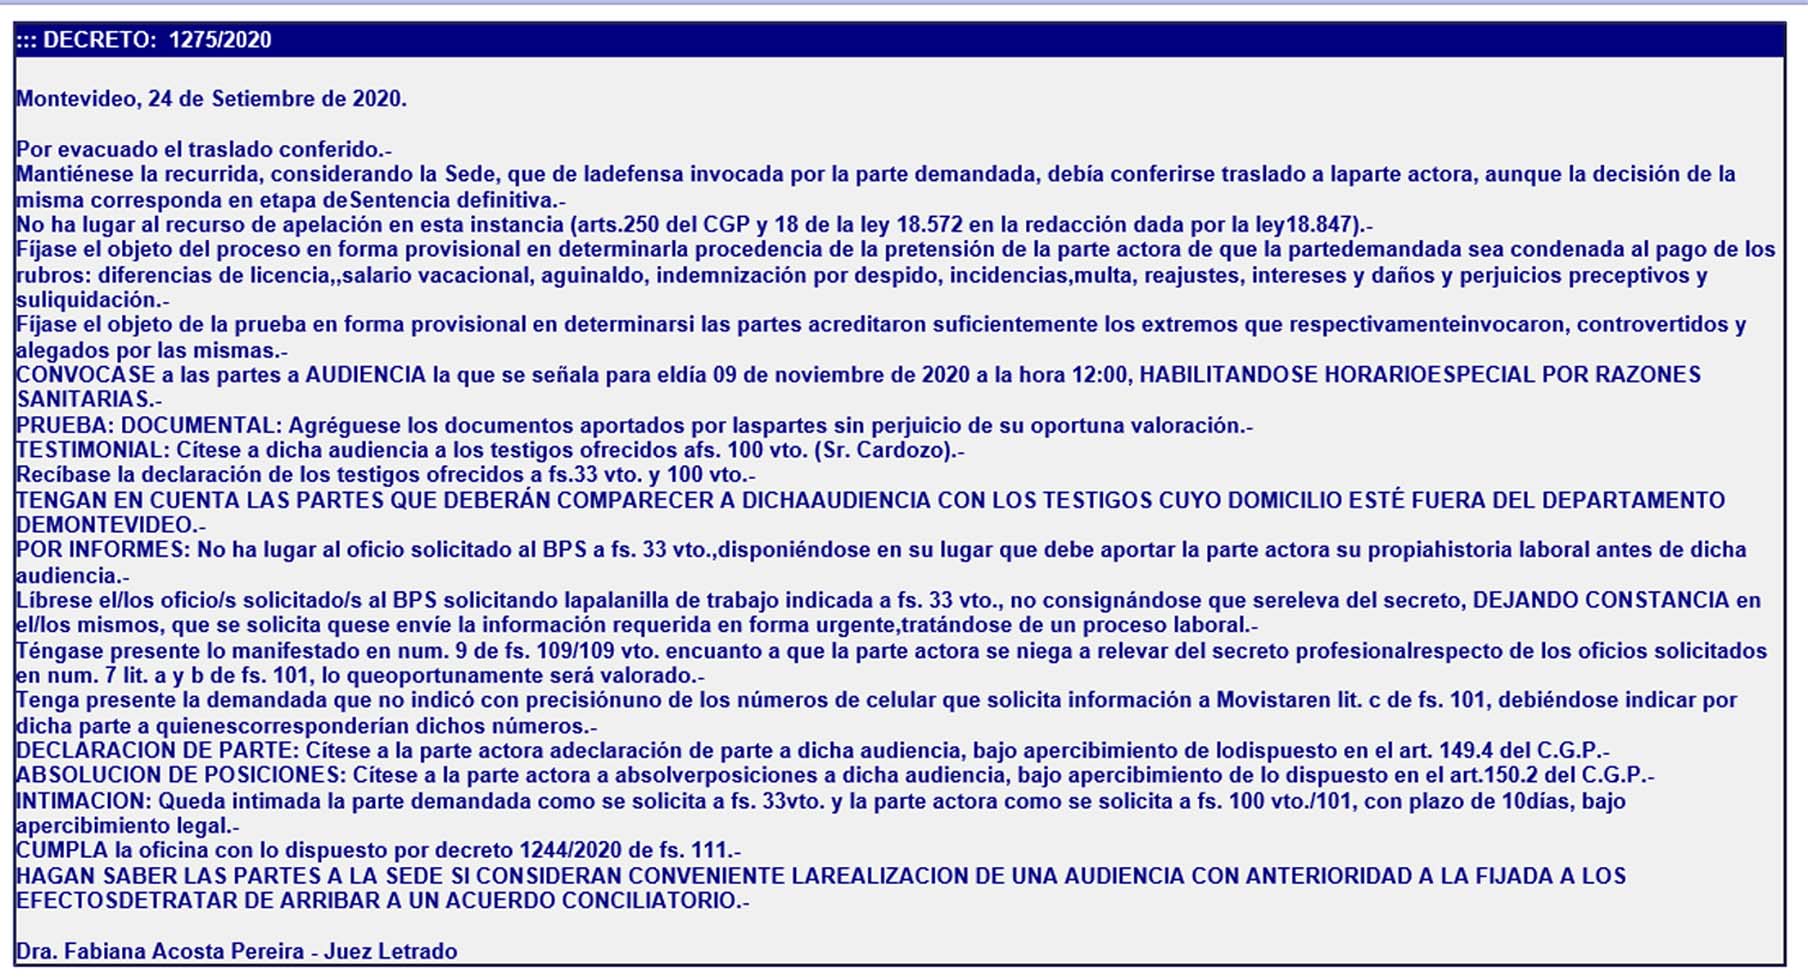 ::: DECRETO:  1275/2020
Montevideo, 24 de Setiembre de 2020.
Por evacuado el traslado conferido.-
Mantiénese la recurrida, considerando la Sede, que de ladefensa invocada por la parte demandada, debía conferirse traslado a laparte actora, aunque la decisión de la
misma corresponda en etapa deSentencia definitiva.-
No ha lugar al recurso de apelación en esta instancia (arts.250 del CGP y 18 de la ley 18.572 en la redacción dada por la ley18.847).-
Fíjase el objeto del proceso en forma provisional en determinarla procedencia de la pretensión de la parte actora de que la partedemandada sea condenada al pago de los
rubros: diferencias de licencia,,salario vacacional, aguinaldo, indemnización por despido, incidencias,multa, reajustes, intereses y daños y perjuicios preceptivos y
suliquidación.-
Fíjase el objeto de la prueba en forma provisional en determinarsi las partes acreditaron suficientemente los extremos que respectivamenteinvocaron, controvertidos y
alegados por las mismas.-
CONVOCASE a las partes a AUDIENCIA la que se señala para eldía 09 de noviembre de 2020 a la hora 12:00, HABILITANDOSE HORARIOESPECIAL POR RAZONES
SANITARIAS.-
PRUEBA: DOCUMENTAL: Agréguese los documentos aportados por laspartes sin perjuicio de su oportuna valoración.-
TESTIMONIAL: Cítese a dicha audiencia a los testigos ofrecidos afs. 100 vto. (Sr. Cardozo).-
Recíbase la declaración de los testigos ofrecidos a fs.33 vto. y 100 vto.-
TENGAN EN CUENTA LAS PARTES QUE DEBERÁN COMPARECER A DICHAAUDIENCIA CON LOS TESTIGOS CUYO DOMICILIO ESTÉ FUERA DEL DEPARTAMENTO
DEMONTEVIDEO.-
POR INFORMES: No ha lugar al oficio solicitado al BPS a fs. 33 vto.,disponiéndose en su lugar que debe aportar la parte actora su propiahistoria laboral antes de dicha
audiencia.-
Líbrese el/los oficio/s solicitado/s al BPS solicitando lapalanilla de trabajo indicada a fs. 33 vto., no consignándose que sereleva del secreto, DEJANDO CONSTANCIA en
el/los mismos, que se solicita quese envíe la información requerida en forma urgente,tratándose de un proceso laboral.-
Téngase presente lo manifestado en num. 9 de fs. 109/109 vto. encuanto a que la parte actora se niega a relevar del secreto profesionalrespecto de los oficios solicitados
en num. 7 lit. a y b de fs. 101, lo queoportunamente será valorado.-
Tenga presente la demandada que no indicó con precisiónuno de los números de celular que solicita información a Movistaren lit. c de fs. 101, debiéndose indicar por
dicha parte a quienescorresponderían dichos números.-
DECLARACION DE PARTE: Cítese a la parte actora adeclaración de parte a dicha audiencia, bajo apercibimiento de lodispuesto en el art. 149.4 del C.G.P.-
ABSOLUCION DE POSICIONES: Cítese a la parte actora a absolverposiciones a dicha audiencia, bajo apercibimiento de lo dispuesto en el art.150.2 del C.G.P.-
INTIMACION: Queda intimada la parte demandada como se solicita a fs. 33vto. y la parte actora como se solicita a fs. 100 vto./101, con plazo de 10días, bajo
apercibimiento legal.-
CUMPLA la oficina con lo dispuesto por decreto 1244/2020 de fs. 111.-
HAGAN SABER LAS PARTES A LA SEDE SI CONSIDERAN CONVENIENTE LAREALIZACION DE UNA AUDIENCIA CON ANTERIORIDAD A LA FIJADA A LOS
EFECTOSDETRATAR DE ARRIBAR A UN ACUERDO CONCILIATORIO.-
Dra. Fabiana Acosta Pereira - Juez Letrado